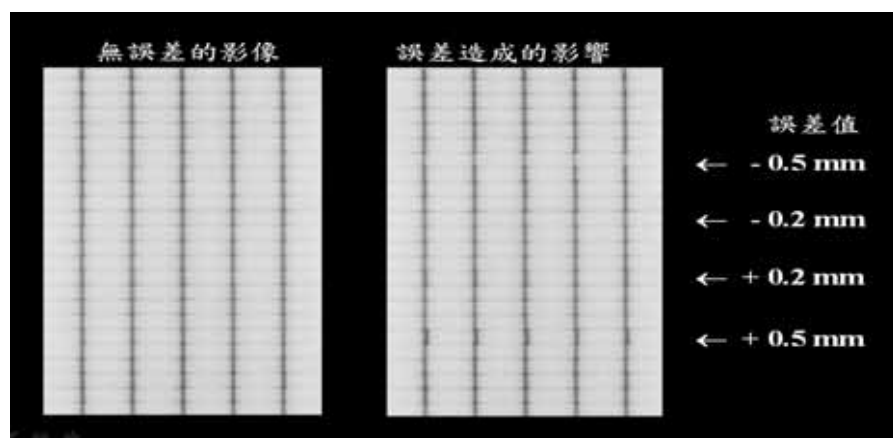 無誤差的影像
誤差造成的影響
誤差值
← - 0.5 mm
← - 0.2 mm
← + 0.2 mm
← + 0.5 mm